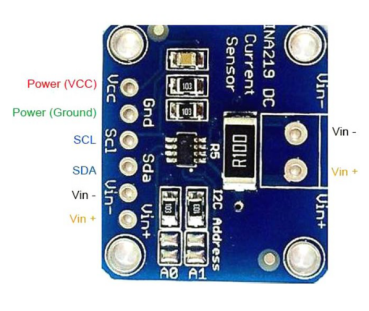 Power (VCC)
Power (Ground)
SCL
SDA
Vin -
Vin +
Vcc
Gnd
Scl
Sda
Vin-
Vin+
INA219 DC
Current
Sensor
103
103
R5
R100
I2C Address
103
103
A0 A1
Vin-
Vin+
Vin -
Vin +